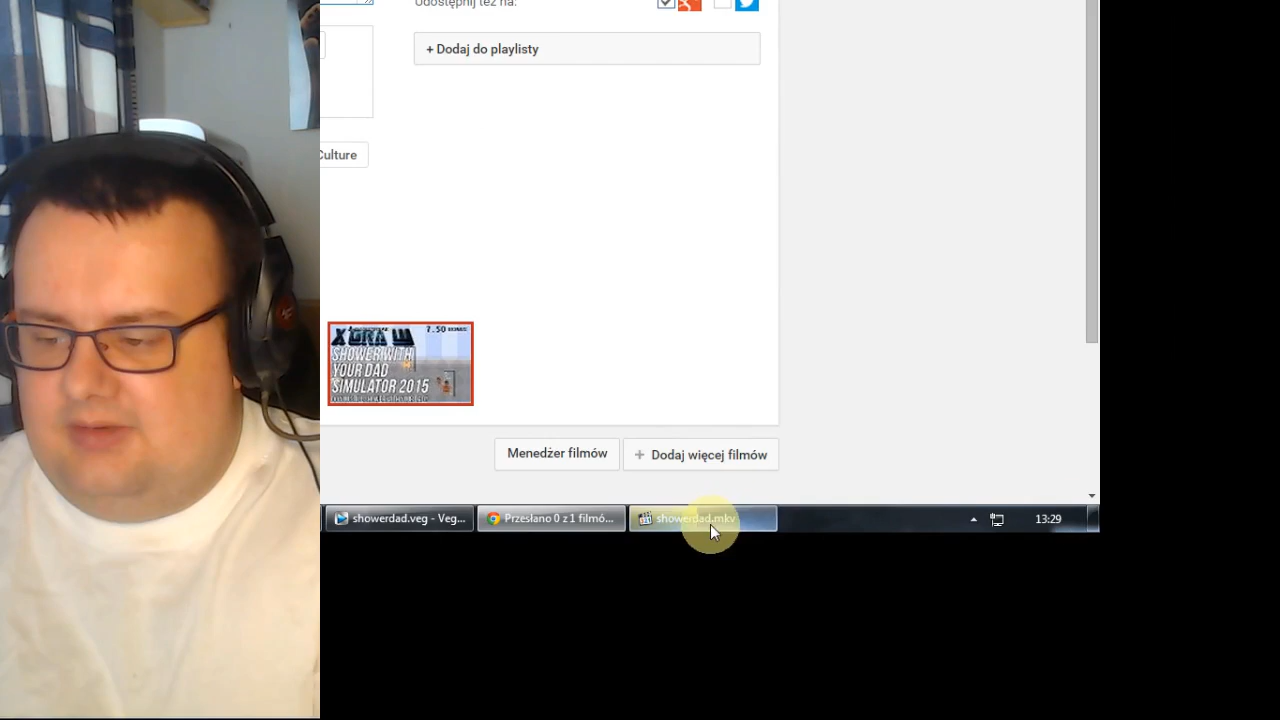 Udostępnij też na:
+ Dodaj do playlisty
Culture
X GRA W
7.50
SHOWER WITH
YOUR DAD
SIMULATOR 2015
Menedżer filmów
+ Dodaj więcej filmów
showerdad.veg - Veg...
Przesłano 0 z 1 filmó...
showerdad.mkv
13:29